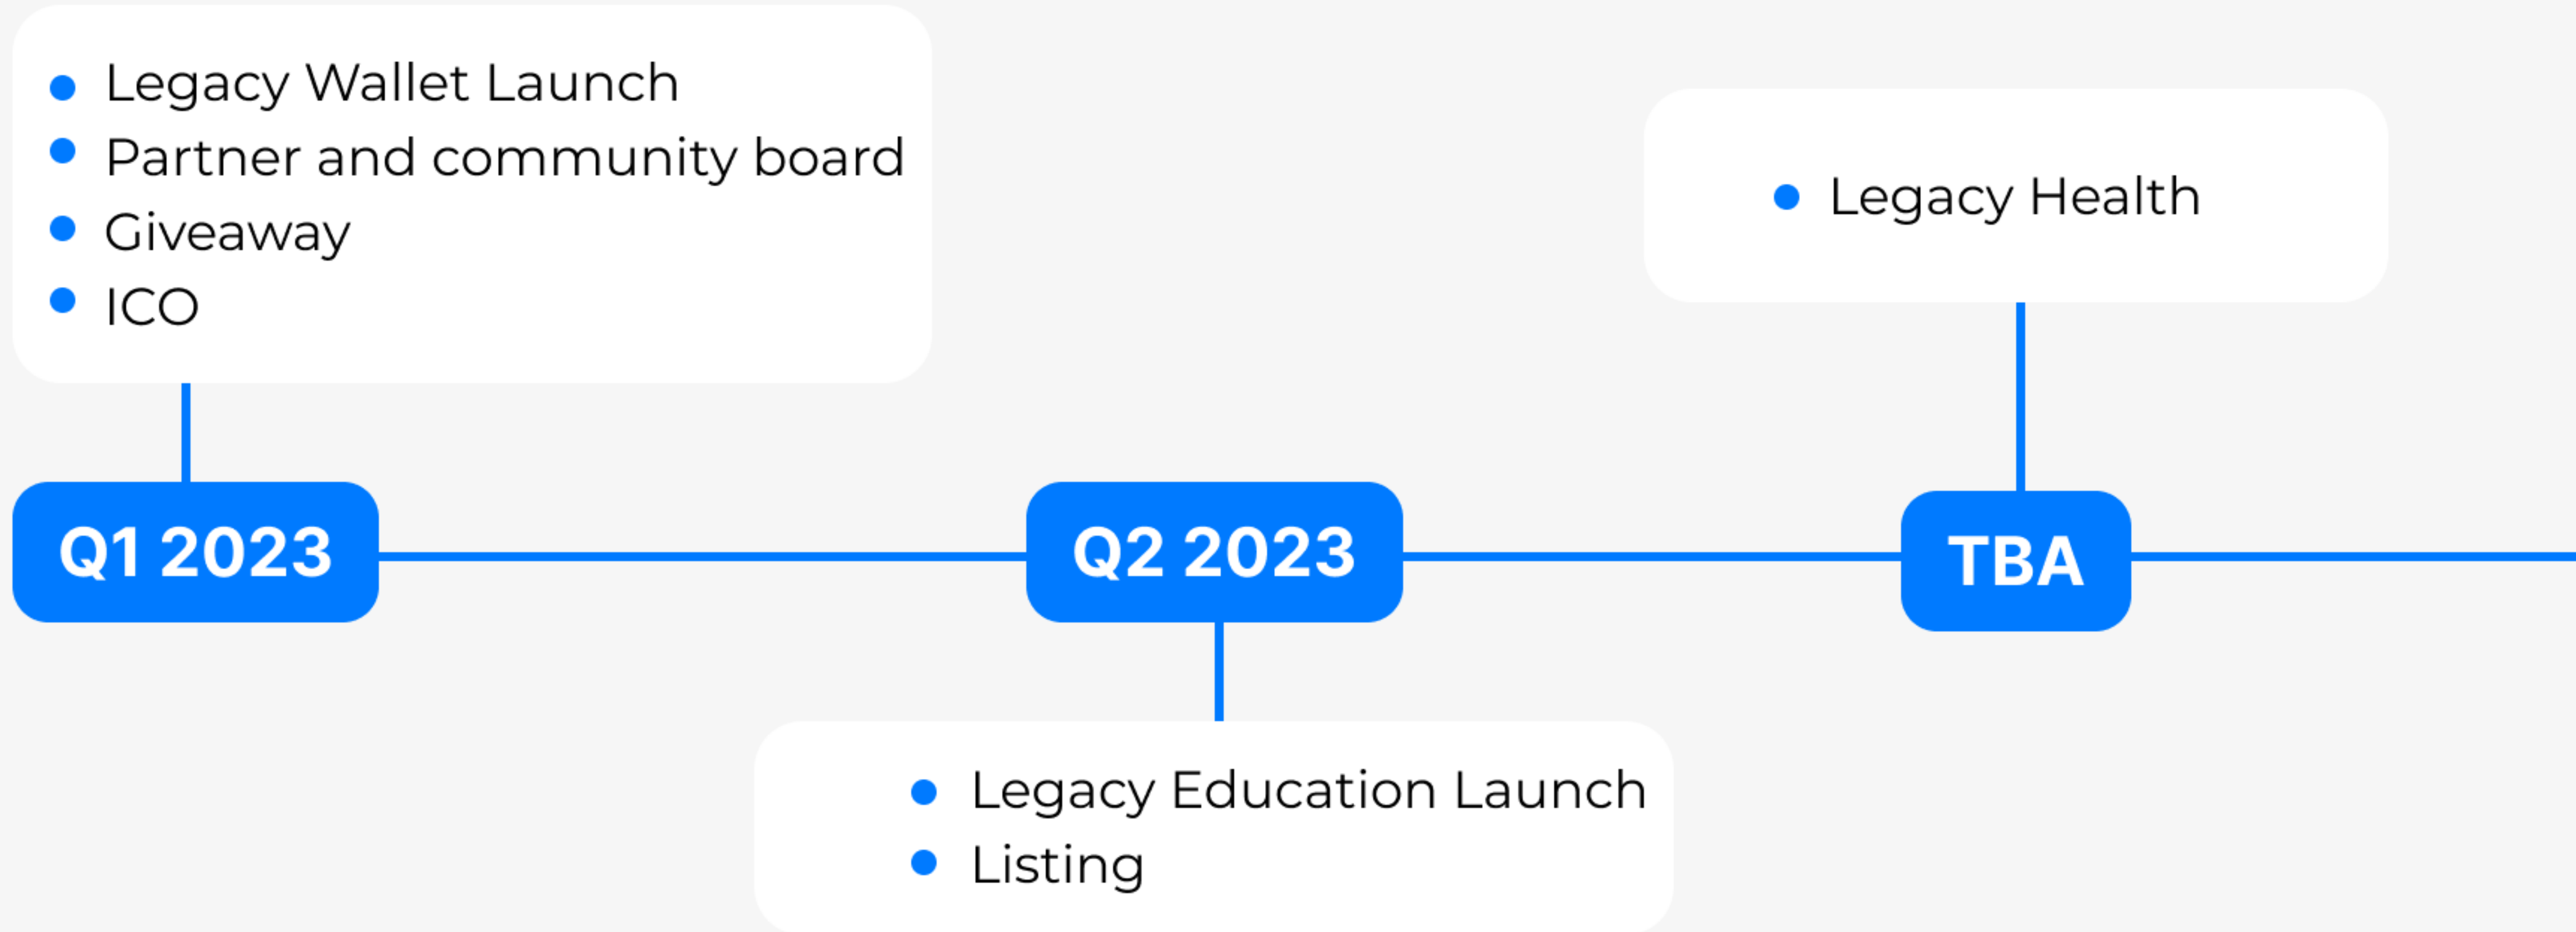 Legacy Wallet Launch
Partner and community board
Giveaway
ICO
Legacy Health
Q1 2023
Q2 2023
TBA
Legacy Education Launch
Listing